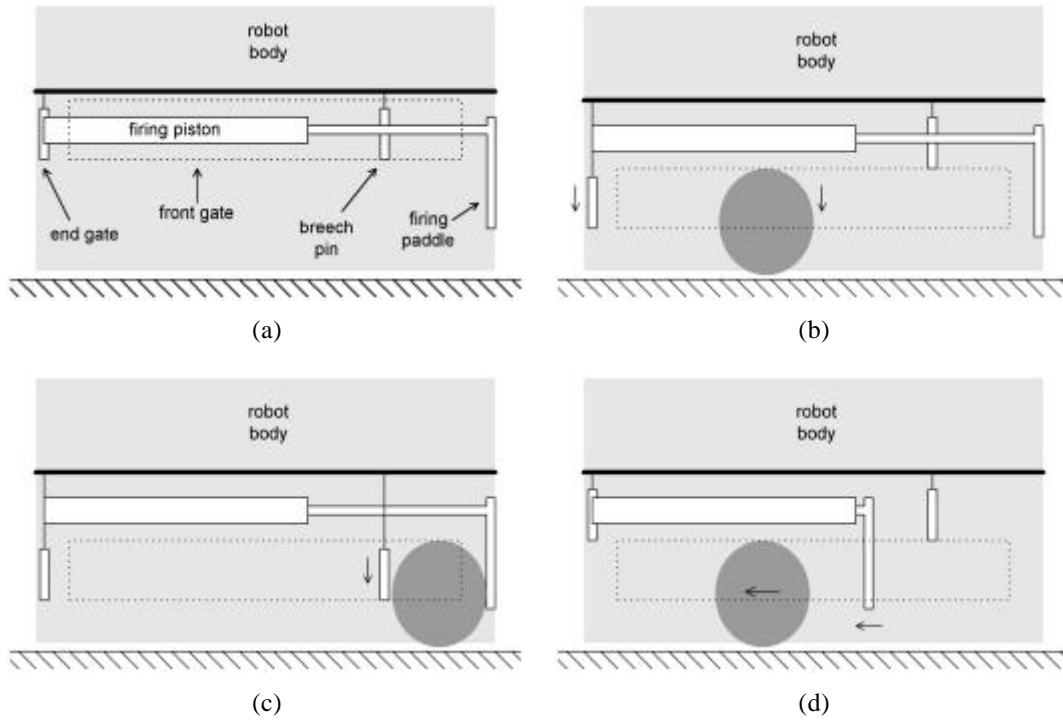 robot
body
firing piston
front gate
end gate
breech
pin
firing
paddle
(a)
robot
body
(b)
robot
body
(c)
robot
body
(d)